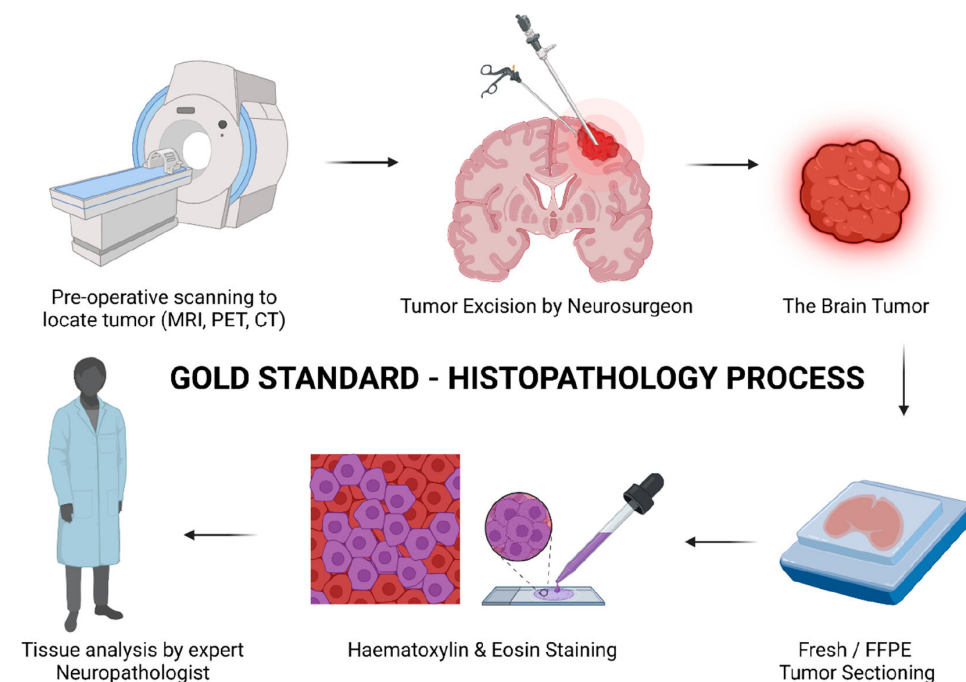 Pre-operative scanning to
locate tumor (MRI, PET, CT)
Tumor Excision by Neurosurgeon
The Brain Tumor
GOLD STANDARD - HISTOPATHOLOGY PROCESS
Fresh / FFPE
Tumor Sectioning
Haematoxylin & Eosin Staining
Tissue analysis by expert
Neuropathologist